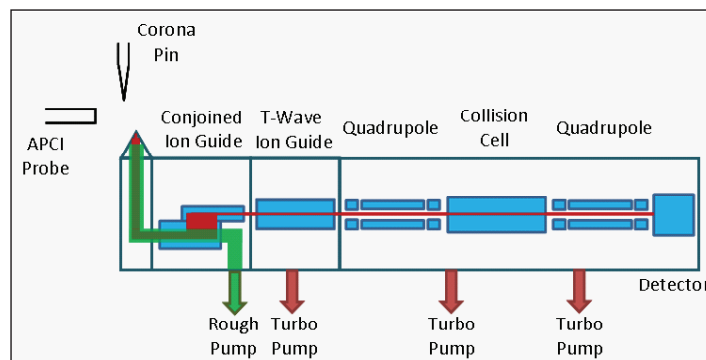 Corona
Pin
APCI
Probe
Conjoined
Ion Guide
T-Wave
Ion Guide
Quadrupole
Collision
Cell
Quadrupole
Detector
Rough
Pump
Turbo
Pump
Turbo
Pump
Turbo
Pump